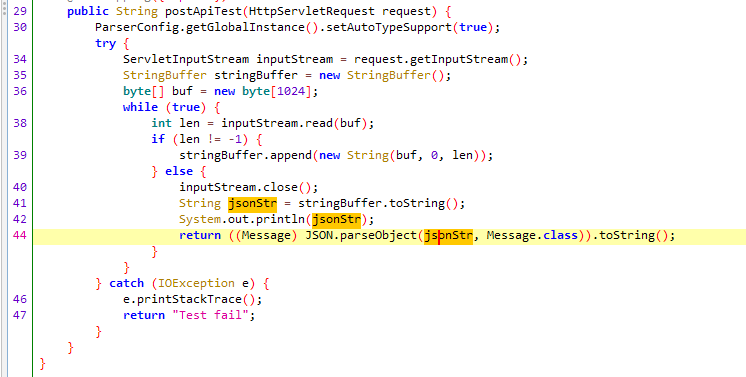 29 public String postApiTest(HttpServletRequest request) {
30 ParserConfig.getGlobalInstance().setAutoTypeSupport(true);
try {
34 ServletInputStream inputStream = request.getInputStream();
35 StringBuffer stringBuffer = new StringBuffer();
36 byte[] buf = new byte[1024];
while (true) {
38 int len = inputStream.read(buf);
if (len != -1) {
39 stringBuffer.append(new String(buf, 0, len));
} else {
40 inputStream.close();
41 String jsonStr = stringBuffer.toString();
42 System.out.println(jsonStr);
44 return ((Message) JSON.parseObject(jsonStr, Message.class)).toString();
}
}
} catch (IOException e) {
46 e.printStackTrace();
47 return "Test fail";
}
}
}